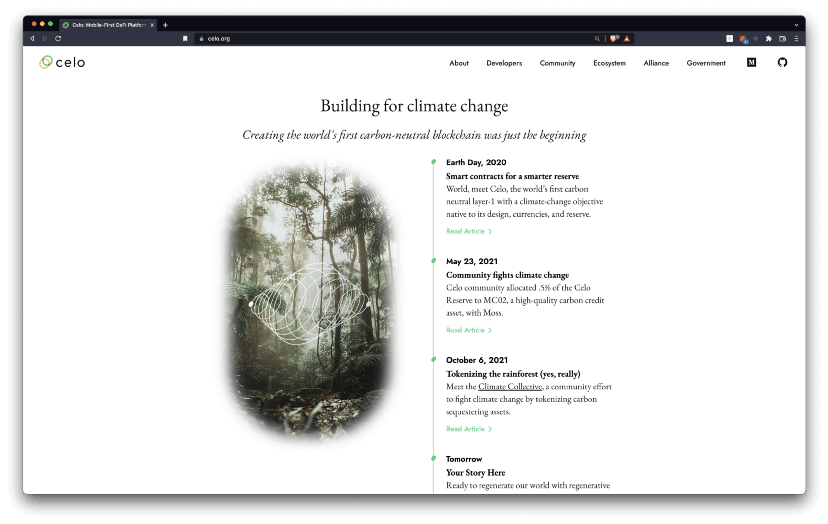 Celo: Mobile-First DeFi Platfor
celo.org
celo
About Developers Community Ecosystem Alliance Government
M
Building for climate change
Creating the world's first carbon-neutral blockchain was just the beginning
Earth Day, 2020
Smart contracts for a smarter reserve
World, meet Celo, the world's first carbon
neutral layer-1 with a climate-change objective
native to its design, currencies, and reserve.
Read Article >
May 23, 2021
Community fights climate change
Celo community allocated .5% of the Celo
Reserve to MC02, a high-quality carbon credit
asset, with Moss.
Read Article >
October 6, 2021
Tokenizing the rainforest (yes, really)
Meet the Climate Collective, a community effort
to fight climate change by tokenizing carbon
sequestering assets.
Read Article >
Tomorrow
Your Story Here
Ready to regenerate our world with regenerative